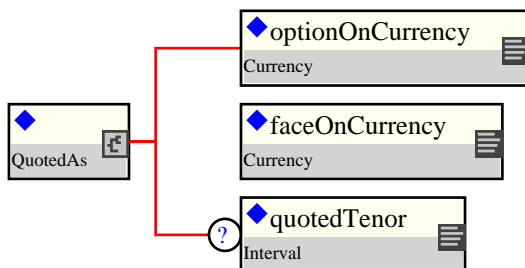 optionOnCurrency
Currency
QuotedAs
faceOnCurrency
Currency
?
quotedTenor
Interval